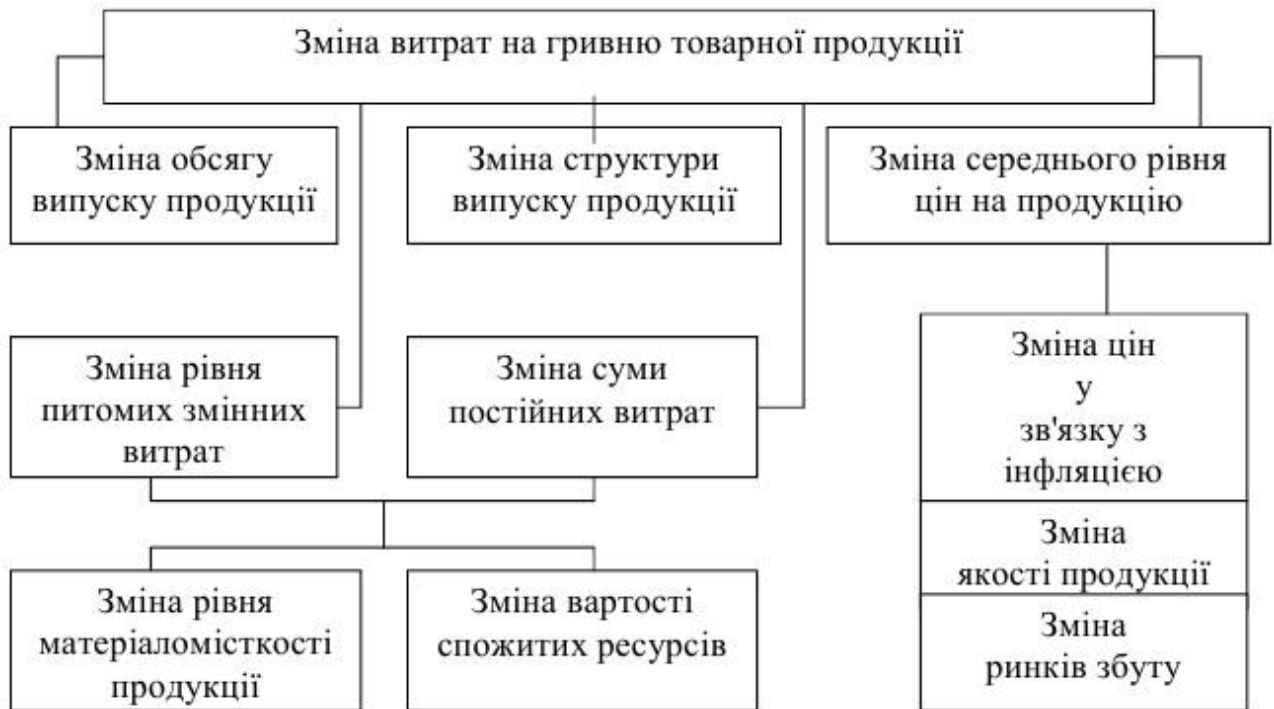 Зміна витрат на гривню товарної продукції
Зміна обсягу
випуску продукції
Зміна структури
випуску продукції
Зміна середнього рівня
цін на продукцію
Зміна рівня
питомих змінних
витрат
Зміна суми
постійних витрат
Зміна цін
у
зв'язку з
інфляцією
Зміна
якості продукції
Зміна
ринків збуту
Зміна рівня
матеріаломісткості
продукції
Зміна вартості
спожитих ресурсів